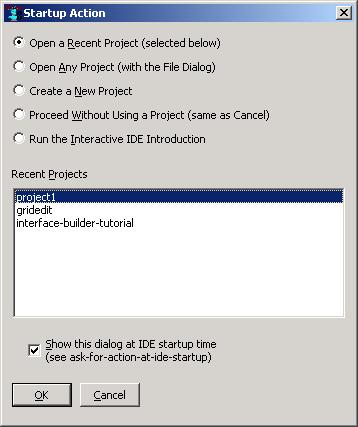 Startup Action
Open a Recent Project (selected below)
Open Any Project (with the File Dialog)
Create a New Project
Proceed Without Using a Project (same as Cancel)
Run the Interactive IDE Introduction
Recent Projects
project1
gridedit
interface-builder-tutorial
Show this dialog at IDE startup time
(see ask-for-action-at-ide-startup)
OK
Cancel